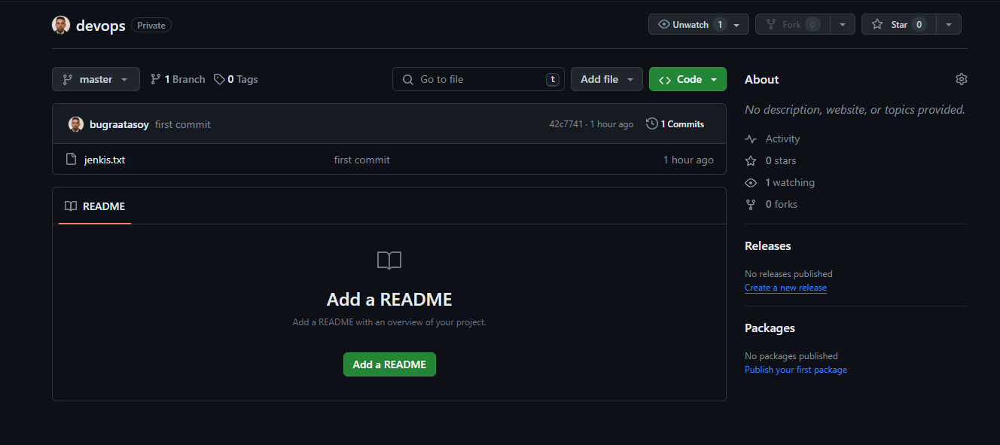 devops Private Unwatch 1 Fork 0 Star 0
master 1 Branch 0 Tags Go to file t Add file Code
bugraatasoy first commit 42c7741 · 1 hour ago 1 Commits
jenkis.txt first commit 1 hour ago
README
Add a README
Add a README with an overview of your project.
Add a README
About
No description, website, or topics provided.
Activity
0 stars
1 watching
0 forks
Releases
No releases published
Create a new release
Packages
No packages published
Publish your first package